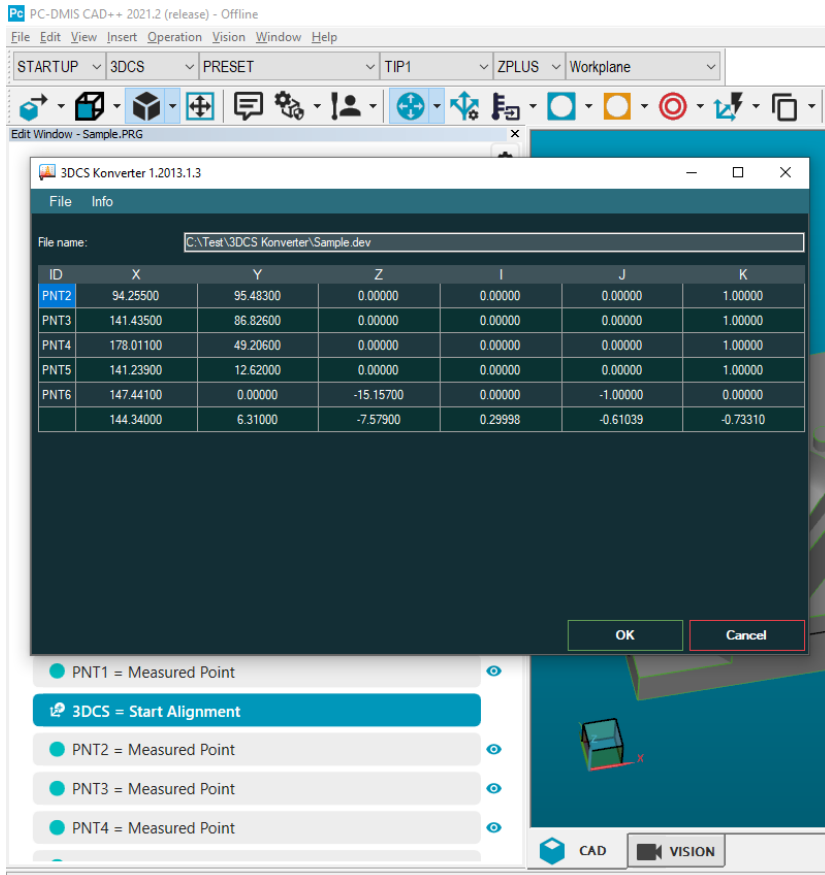 Pc PC-DMIS CAD++ 2021.2 (release) - Offline
File Edit View Insert Operation Vision Window Help
STARTUP 3DCS PRESET TIP1 ZPLUS Workplane
Edit Window - Sample.PRG
3DCS Konverter 1.2013.1.3
File Info
File name: C:\Test\3DCS Konverter\Sample.dev
ID X Y Z I J K
PNT2 94.25500 95.48300 0.00000 0.00000 0.00000 1.00000
PNT3 141.43500 86.82600 0.00000 0.00000 0.00000 1.00000
PNT4 178.01100 49.20600 0.00000 0.00000 0.00000 1.00000
PNT5 141.23900 12.62000 0.00000 0.00000 0.00000 1.00000
PNT6 147.44100 0.00000 -15.15700 0.00000 -1.00000 0.00000
144.34000 6.31000 -7.57900 0.29998 -0.61039 -0.73310
OK Cancel
PNT1 = Measured Point
3DCS = Start Alignment
PNT2 = Measured Point
PNT3 = Measured Point
PNT4 = Measured Point
Z
X
CAD VISION